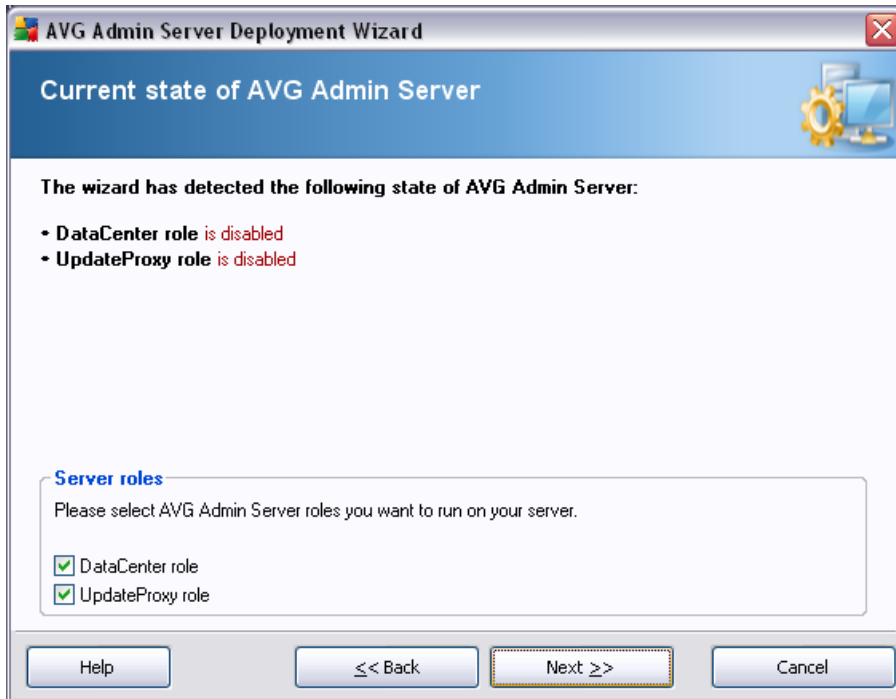 AVG Admin Server Deployment Wizard
Current state of AVG Admin Server
The wizard has detected the following state of AVG Admin Server:
• DataCenter role is disabled
• UpdateProxy role is disabled
Server roles
Please select AVG Admin Server roles you want to run on your server.
DataCenter role
UpdateProxy role
Help
<< Back
Next >>
Cancel